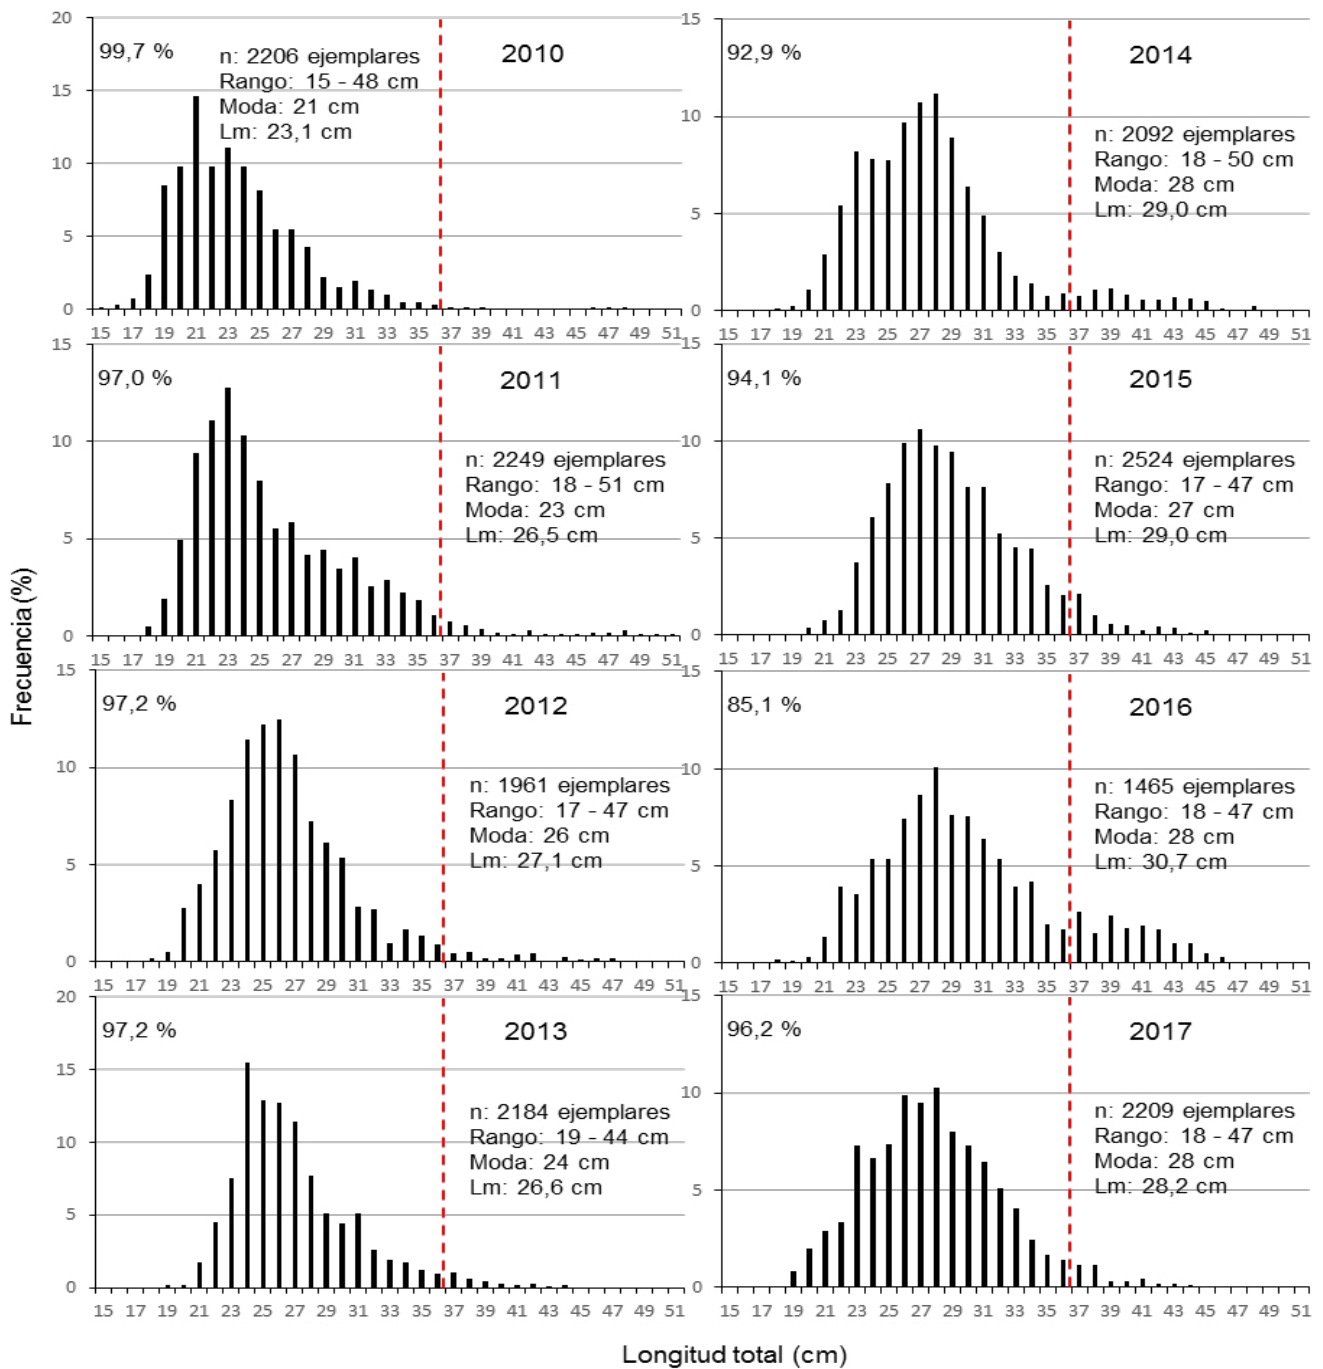 Frecuencia (%)
20
15
10
5
0
99,7 %
n: 2206 ejemplares
Rango: 15 - 48 cm
Moda: 21 cm
Lm: 23,1 cm
2010
15 17 19 21 23 25 27 29 31 33 35 37 39 41 43 45 47 49 51
15
10
5
0
97,0 %
2011
n: 2249 ejemplares
Rango: 18 - 51 cm
Moda: 23 cm
Lm: 26,5 cm
15 17 19 21 23 25 27 29 31 33 35 37 39 41 43 45 47 49 51
15
10
5
0
97,2 %
2012
n: 1961 ejemplares
Rango: 17 - 47 cm
Moda: 26 cm
Lm: 27,1 cm
15 17 19 21 23 25 27 29 31 33 35 37 39 41 43 45 47 49 51
20
15
10
5
0
97,2 %
2013
n: 2184 ejemplares
Rango: 19 - 44 cm
Moda: 24 cm
Lm: 26,6 cm
15 17 19 21 23 25 27 29 31 33 35 37 39 41 43 45 47 49 51
15
10
5
0
92,9 %
2014
n: 2092 ejemplares
Rango: 18 - 50 cm
Moda: 28 cm
Lm: 29,0 cm
15 17 19 21 23 25 27 29 31 33 35 37 39 41 43 45 47 49 51
15
10
5
0
94,1 %
2015
n: 2524 ejemplares
Rango: 17 - 47 cm
Moda: 27 cm
Lm: 29,0 cm
15 17 19 21 23 25 27 29 31 33 35 37 39 41 43 45 47 49 51
15
10
5
0
85,1 %
2016
n: 1465 ejemplares
Rango: 18 - 47 cm
Moda: 28 cm
Lm: 30,7 cm
15 17 19 21 23 25 27 29 31 33 35 37 39 41 43 45 47 49 51
15
10
5
0
96,2 %
2017
n: 2209 ejemplares
Rango: 18 - 47 cm
Moda: 28 cm
Lm: 28,2 cm
15 17 19 21 23 25 27 29 31 33 35 37 39 41 43 45 47 49 51
Longitud total (cm)